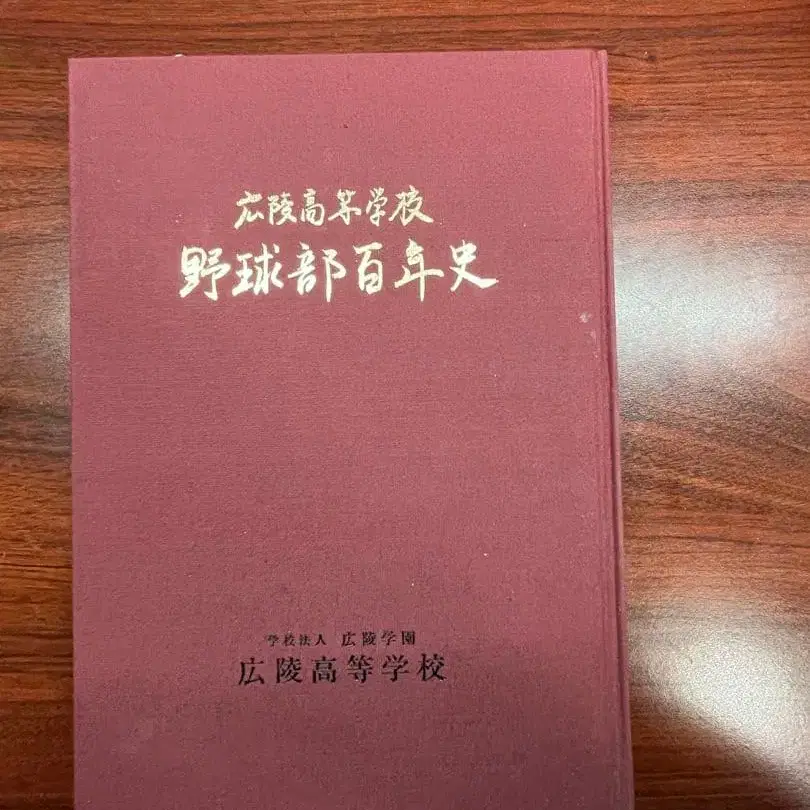 広陵高等学校
野球部百年史
学校法人 広陵学園
広陵高等学校